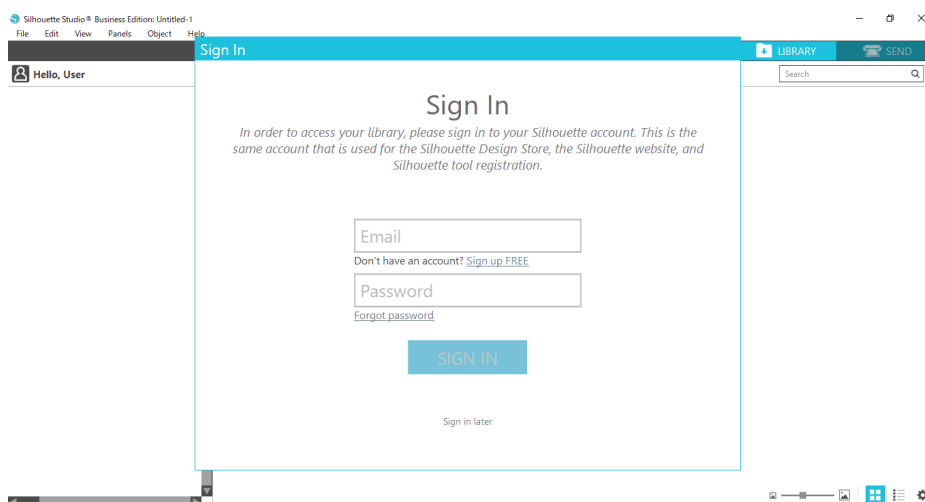 Silhouette Studio® Business Edition: Untitled-1
File Edit View Panels Object Help
Sign In
LIBRARY
SEND
Hello, User
Search
Sign In
In order to access your library, please sign in to your Silhouette account. This is the
same account that is used for the Silhouette Design Store, the Silhouette website, and
Silhouette tool registration.
Email
Don't have an account? Sign up FREE
Password
Forgot password
SIGN IN
Sign in later